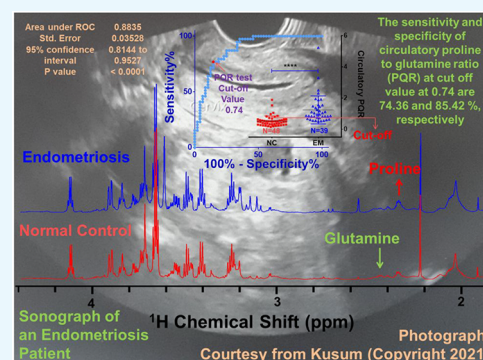 Area under ROC 0.8835
Std. Error 0.03528
95% confidence 0.8144 to
interval 0.9527
P value < 0.0001
100
Sensitivity%
50
0
0 50 100
100% - Specificity%
PQR test
Cut-off
Value
0.74
****
N=48 N=39
NC EM
6
4
2
0
Circulatory PQR
Cut-off
The sensitivity and
specificity of
circulatory proline
to glutamine ratio
(PQR) at cut off
value at 0.74 are
74.36 and 85.42 %,
respectively
Endometriosis
Proline
Normal Control
Glutamine
4 3 2
1H Chemical Shift (ppm)
Sonograph of
an Endometriosis
Patient
Photograph
Courtesy from Kusum (Copyright 2021